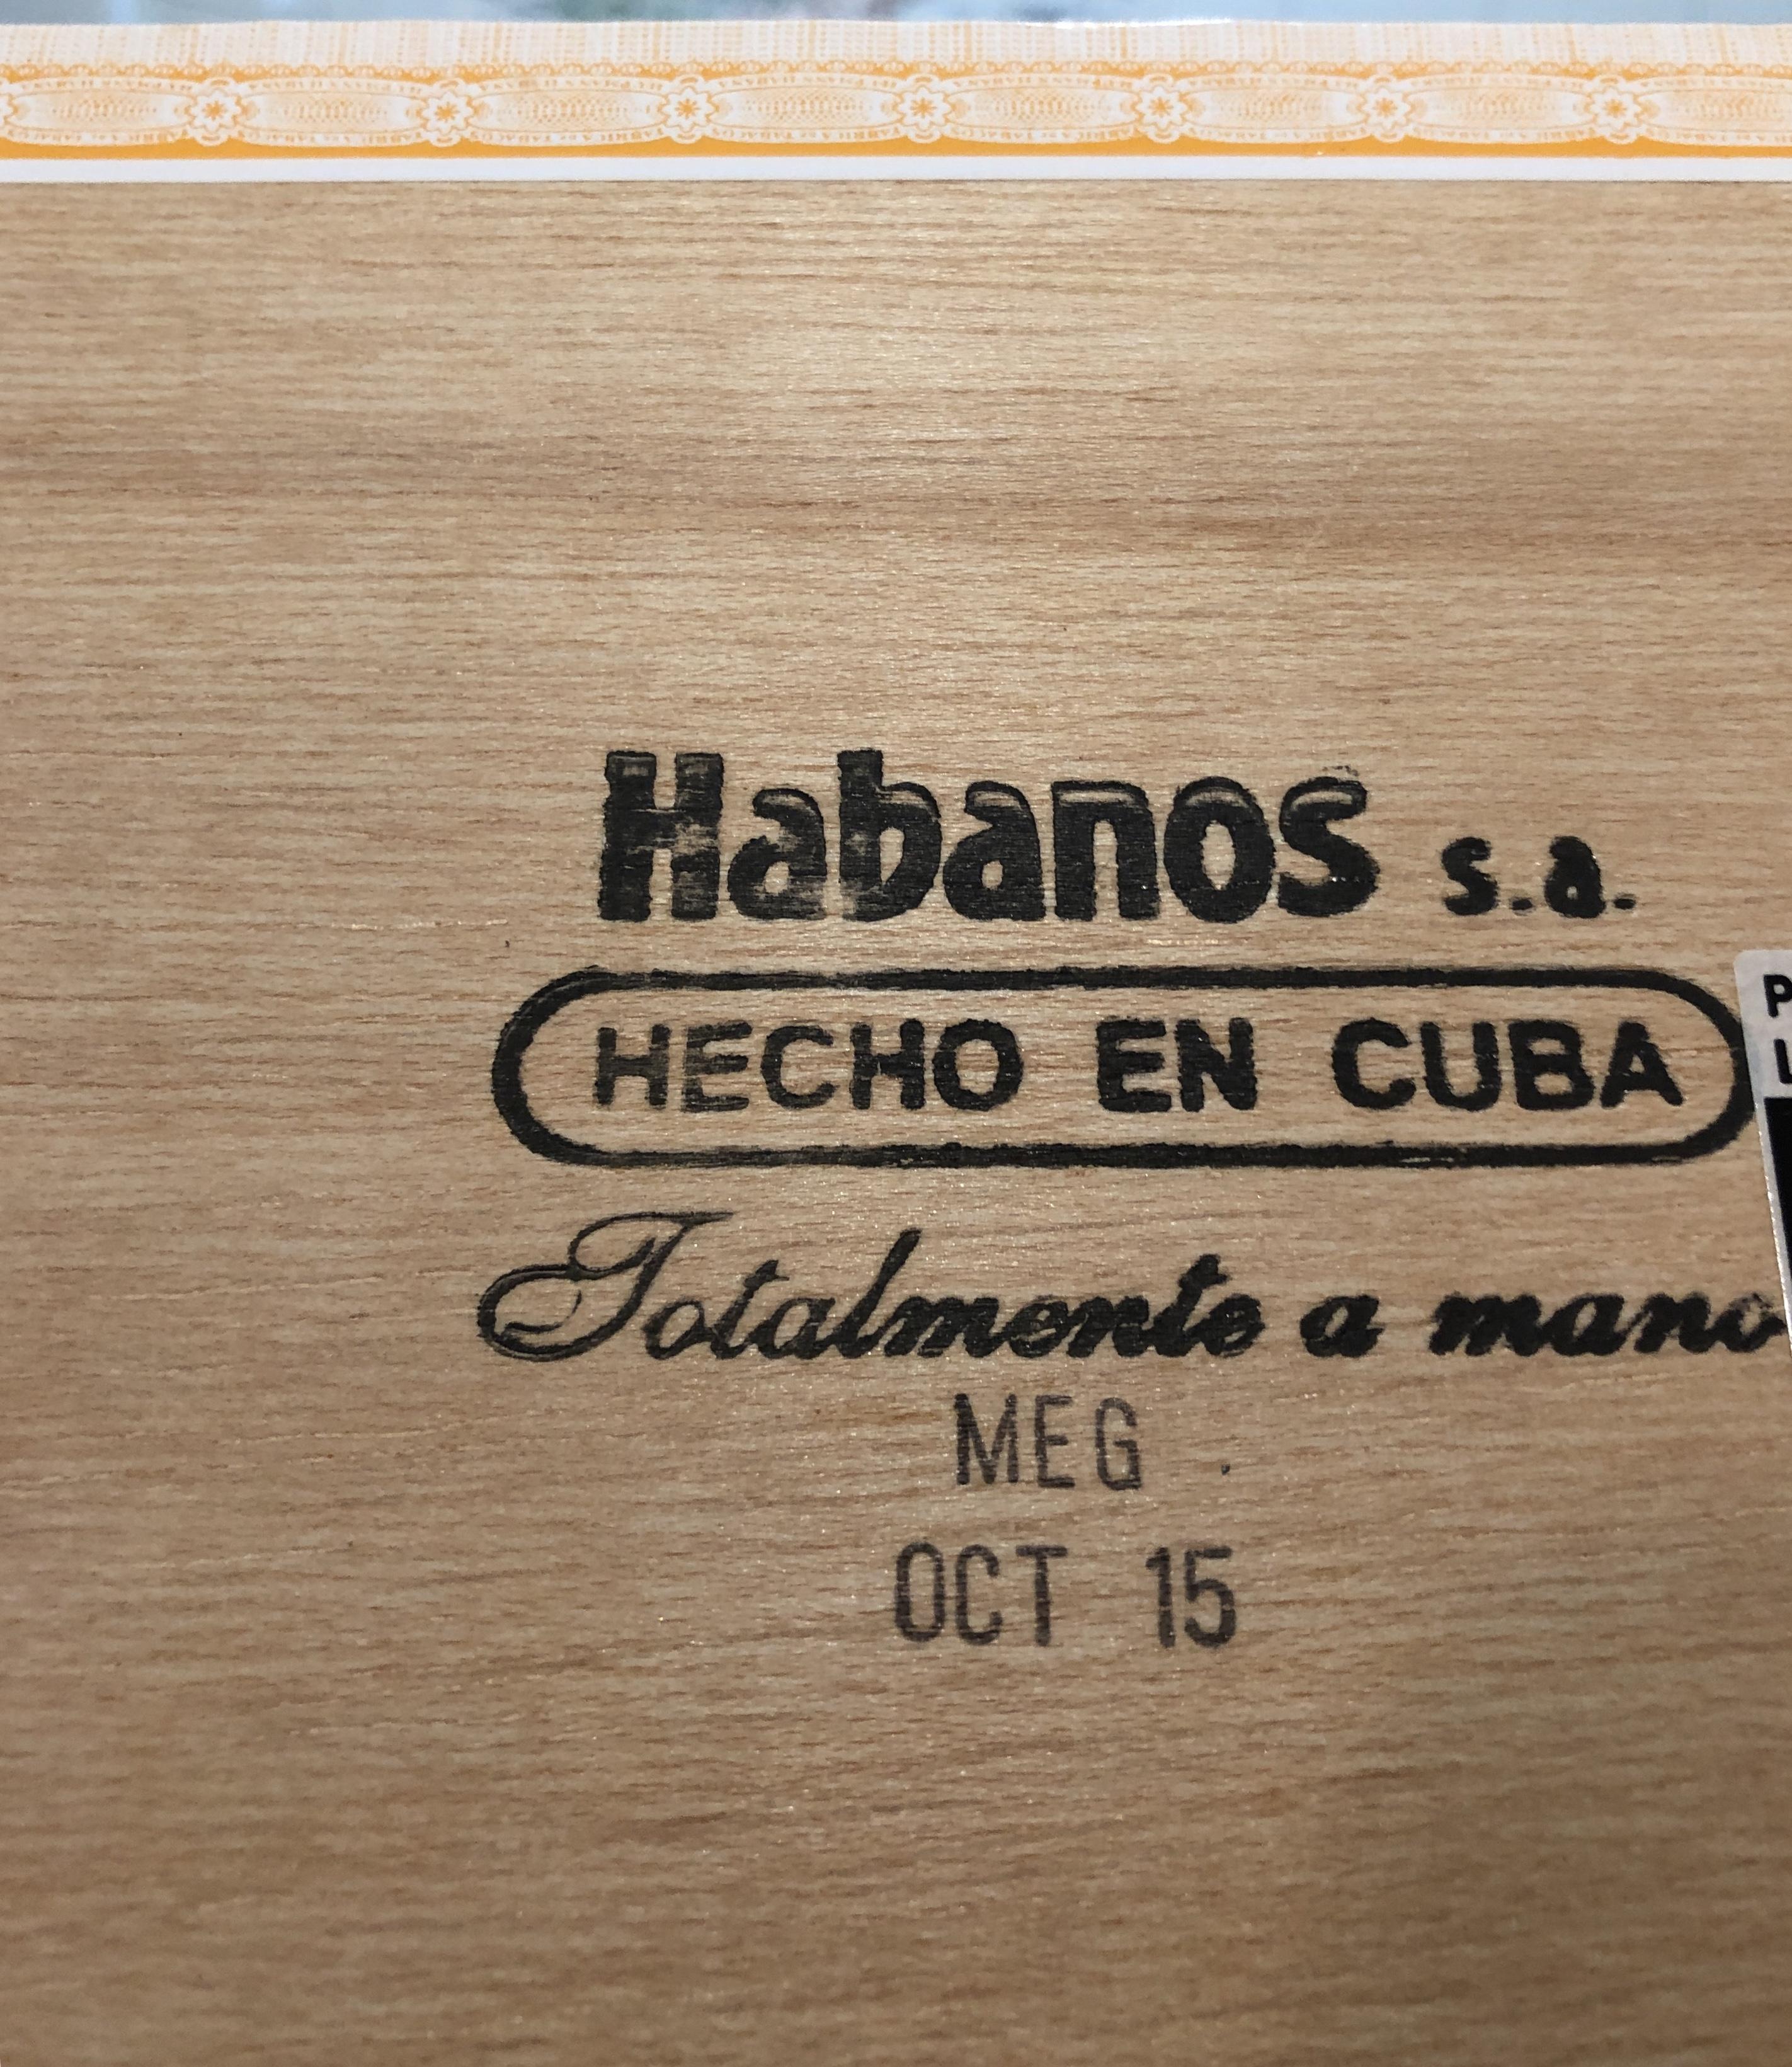 Habanos s.a.
HECHO EN CUBA
Totalmente a mano
MEG
OCT 15